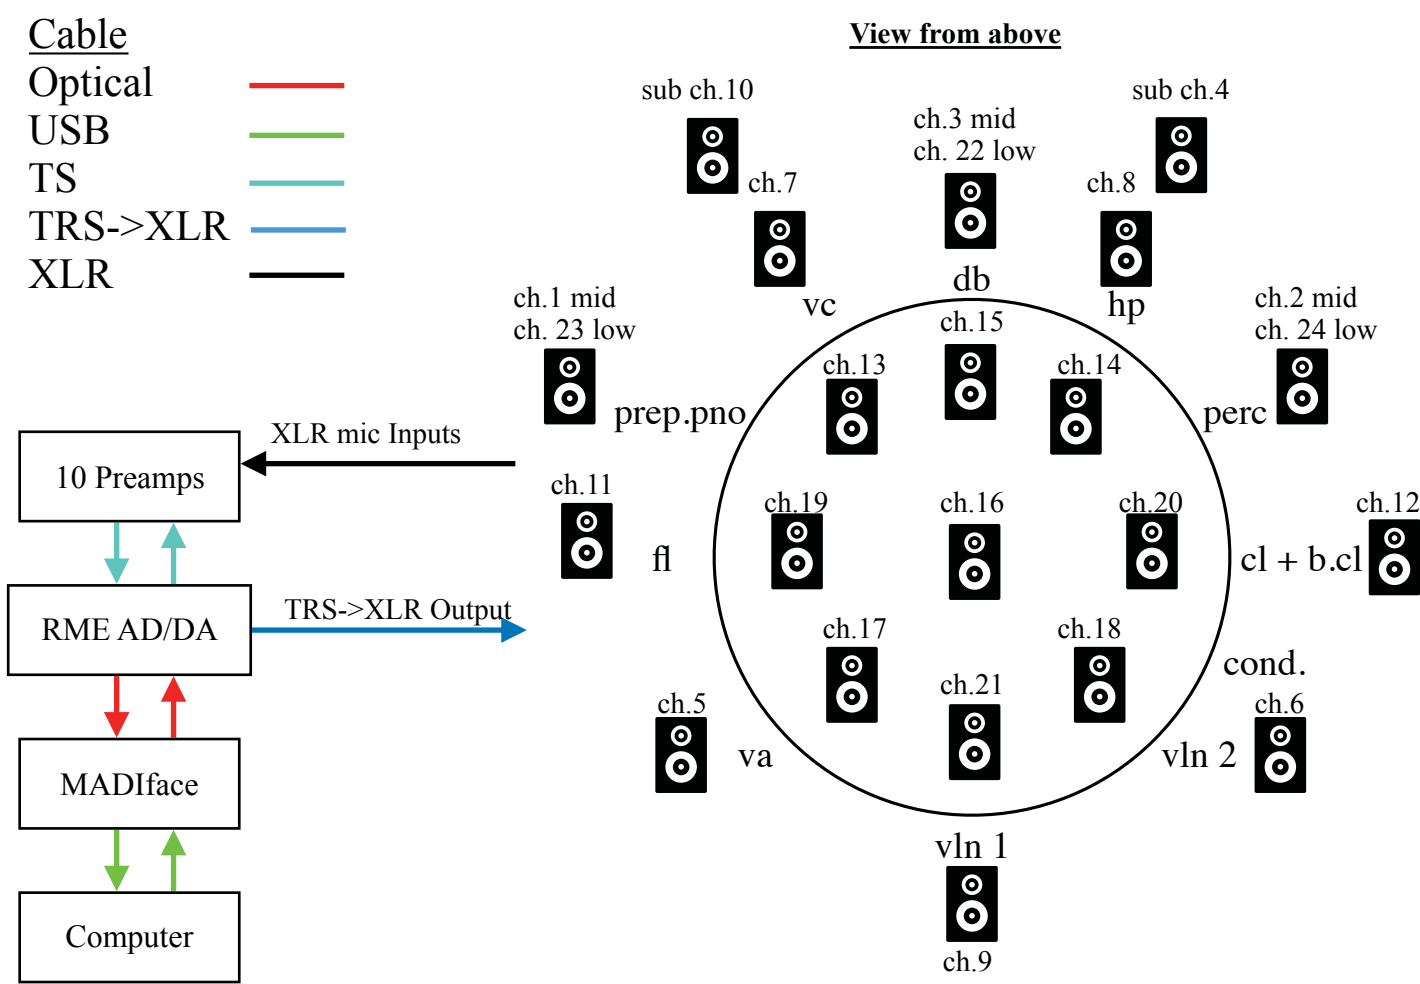 Cable
Optical
USB
TS
TRS->XLR
XLR
View from above
sub ch.10
sub ch.4
ch.3 mid
ch. 22 low
ch.7
ch.8
db
vc
hp
ch.1 mid
ch. 23 low
ch.2 mid
ch. 24 low
ch.15
ch.13
ch.14
prep.pno
perc
XLR mic Inputs
10 Preamps
ch.11
ch.19
ch.16
ch.20
ch.12
fl
cl + b.cl
TRS->XLR Output
RME AD/DA
ch.17
ch.18
cond.
ch.21
ch.5
ch.6
va
vln 2
MADIface
vln 1
Computer
ch.9